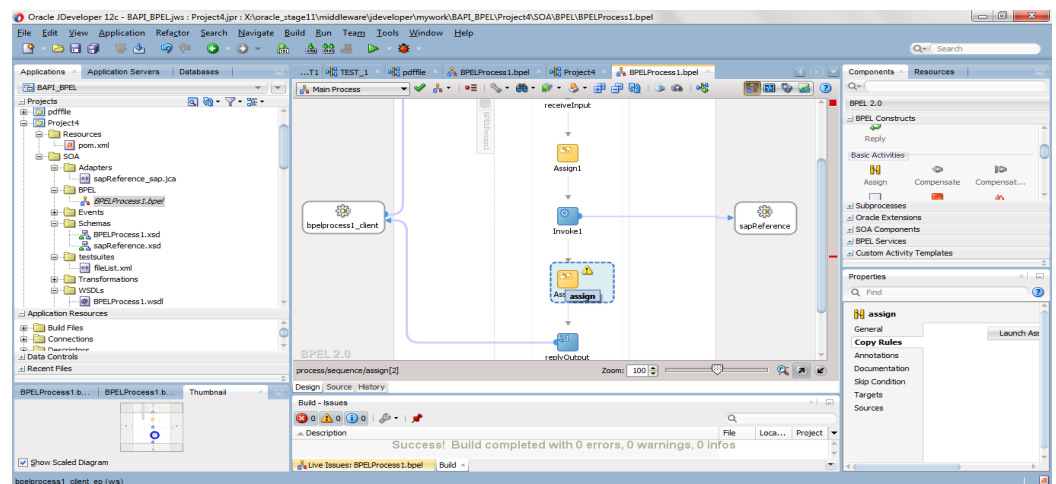 Oracle JDeveloper 12c - BAPI_BPEL.jws : Project4.jpr : X:\oracle_stage11\middleware\jdeveloper\mywork\BAPI_BPEL\Project4\SOA\BPEL\BPELProcess1.bpel
File Edit View Application Refactor Search Navigate Build Run Team Tools Window Help
Search
Applications Application Servers Databases
BAPI_BPEL
Projects
pdffile
Project4
Resources
pom.xml
SOA
Adapters
sapReference_sap.jca
BPEL
BPELProcess1.bpel
Events
Schemas
BPELProcess1.xsd
sapReference.xsd
testsuites
fileList.xml
Transformations
WSDLs
BPELProcess1.wsdl
Application Resources
Build Files
Connections
Descriptors
Data Controls
Recent Files
BPELProcess1.b... BPELProcess1.b... Thumbnail
Show Scaled Diagram
bpelprocess1_client_ep (ws)
...T1 TEST_1 pdffile BPELProcess1.bpel Project4 BPELProcess1.bpel
Main Process
BPELProcess1
receiveInput
Assign1
bpelprocess1_client
Invoke1
sapReference
Ass assign
replyOutput
BPEL 2.0
process/sequence/assign[2]
Zoom: 100
Design Source History
Build - Issues
0 0 0
Description File Loca... Project
Success! Build completed with 0 errors, 0 warnings, 0 infos
Live Issues: BPELProcess1.bpel Build
Components Resources
BPEL 2.0
BPEL Constructs
Reply
Basic Activities
Assign Compensate Compensat...
Subprocesses
Oracle Extensions
SOA Components
BPEL Services
Custom Activity Templates
Properties
Find
assign
General
Launch Ass
Copy Rules
Annotations
Documentation
Skip Condition
Targets
Sources